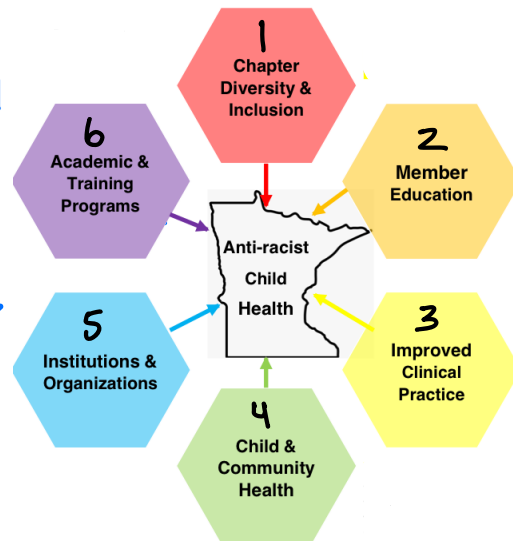 1
Chapter
Diversity &
Inclusion
2
Member
Education
3
Improved
Clinical
Practice
4
Child &
Community
Health
5
Institutions &
Organizations
6
Academic &
Training
Programs
Anti-racist
Child
Health